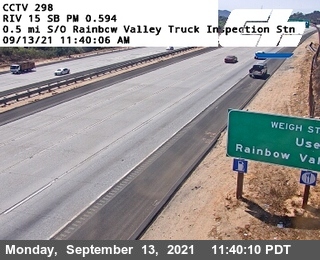 CCTV 298
RIV 15 SB PM 0.594
0.5 mi S/O Rainbow Valley Truck Inspection Stn
09/13/21 11:40:06 AM
WEIGH ST
Use
Rainbow Val
Monday, September 13, 2021 11:40:10 PDT